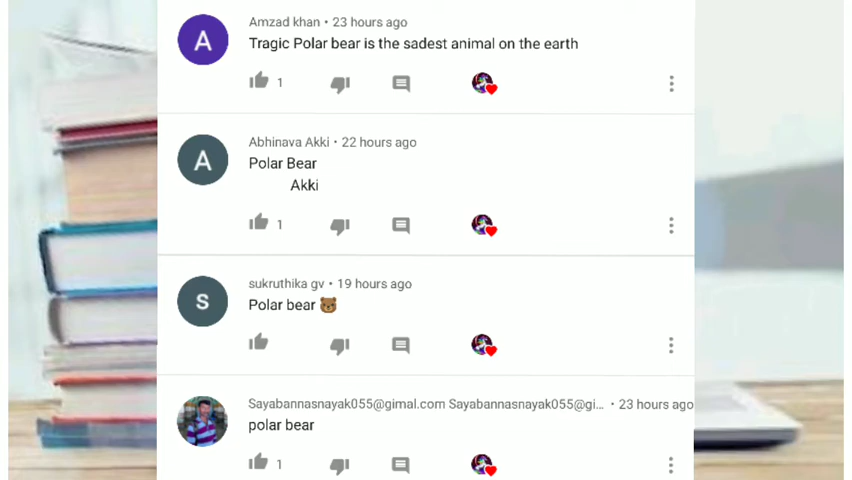 Amzad khan • 23 hours ago
Tragic Polar bear is the sadest animal on the earth
1
Abhinava Akki • 22 hours ago
Polar Bear
Akki
1
sukruthika gv • 19 hours ago
Polar bear 🐻
Sayabannasnayak055@gimal.com Sayabannasnayak055@gi... • 23 hours ago
polar bear
1